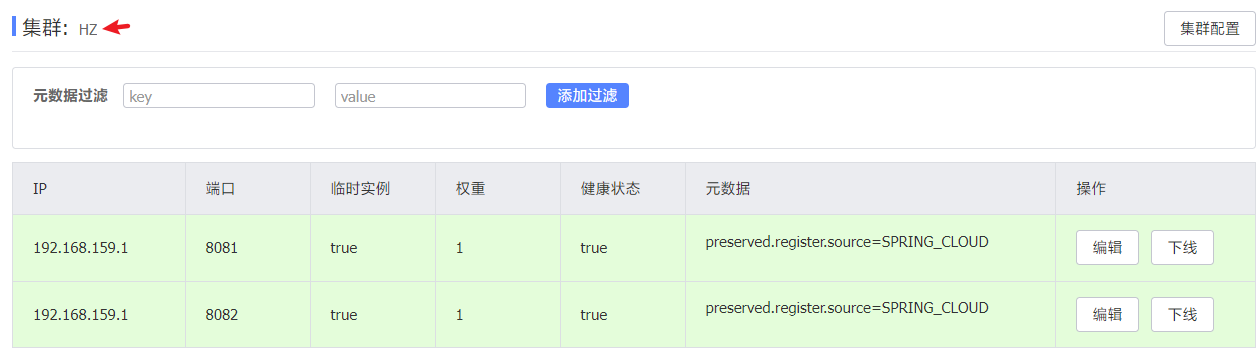 集群: HZ 集群配置
元数据过滤 key value 添加过滤
IP 端口 临时实例 权重 健康状态 元数据 操作
192.168.159.1 8081 true 1 true preserved.register.source=SPRING_CLOUD 编辑 下线
192.168.159.1 8082 true 1 true preserved.register.source=SPRING_CLOUD 编辑 下线